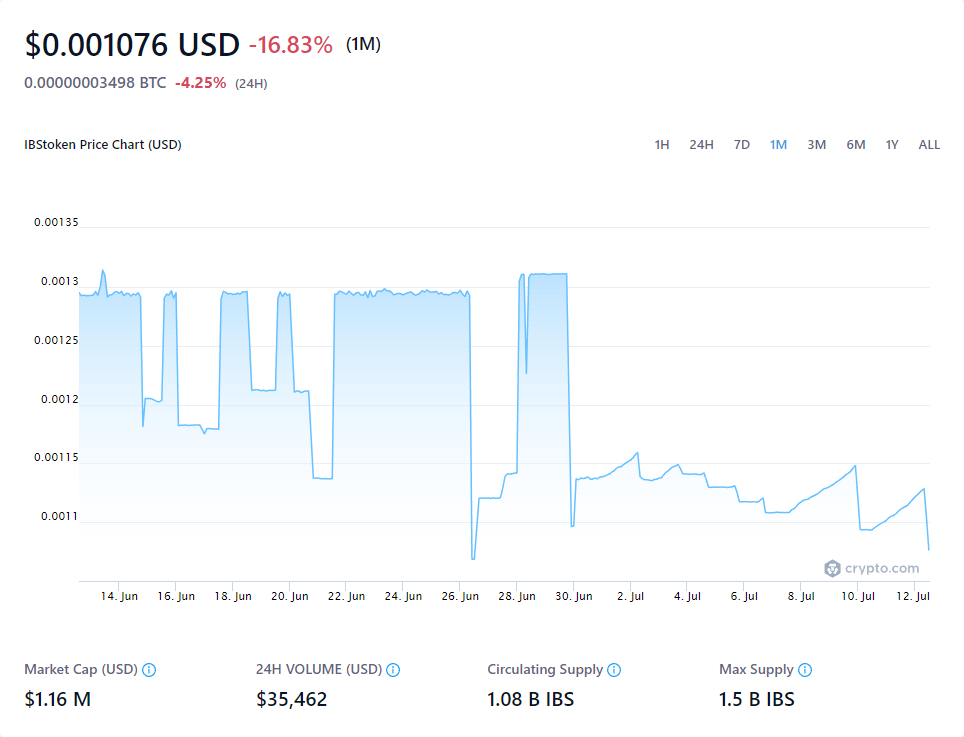 $0.001076 USD -16.83% (1M)
0.00000003498 BTC -4.25% (24H)
IBStoken Price Chart (USD) 1H 24H 7D 1M 3M 6M 1Y ALL
0.00135
0.0013
0.00125
0.0012
0.00115
0.0011
crypto.com
14. Jun 16. Jun 18. Jun 20. Jun 22. Jun 24. Jun 26. Jun 28. Jun 30. Jun 2. Jul 4. Jul 6. Jul 8. Jul 10. Jul 12. Jul
Market Cap (USD) 24H VOLUME (USD) Circulating Supply Max Supply
$1.16 M $35,462 1.08 B IBS 1.5 B IBS